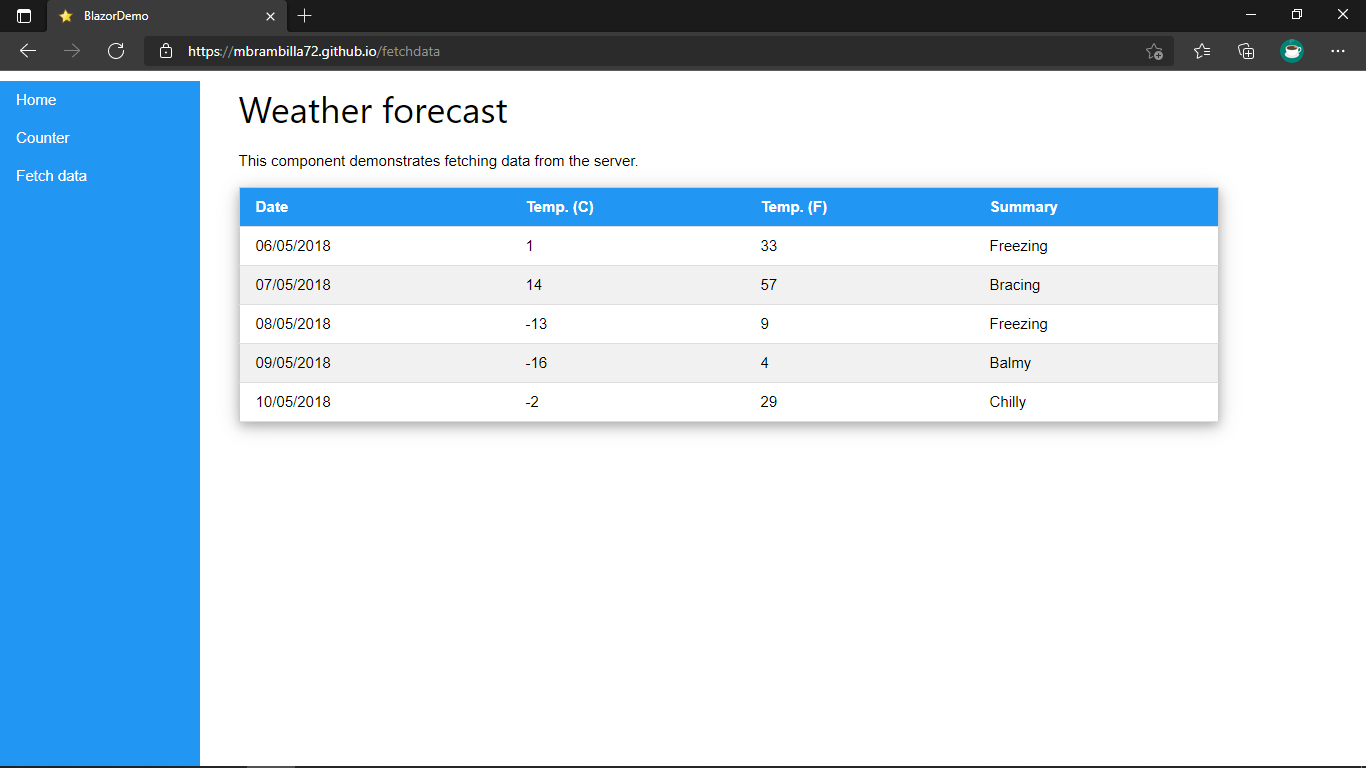 BlazorDemo
https://mbrambilla72.github.io/fetchdata
Home
Counter
Fetch data
Weather forecast
This component demonstrates fetching data from the server.
Date Temp. (C) Temp. (F) Summary
06/05/2018 1 33 Freezing
07/05/2018 14 57 Bracing
08/05/2018 -13 9 Freezing
09/05/2018 -16 4 Balmy
10/05/2018 -2 29 Chilly